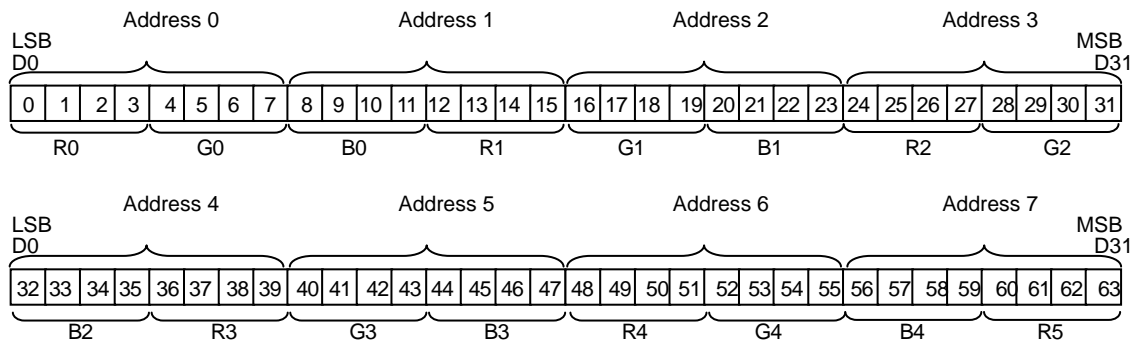 Address 0 Address 1 Address 2 Address 3
LSB MSB
D0 D31
0 1 2 3 4 5 6 7 8 9 10 11 12 13 14 15 16 17 18 19 20 21 22 23 24 25 26 27 28 29 30 31
R0 G0 B0 R1 G1 B1 R2 G2
Address 4 Address 5 Address 6 Address 7
LSB MSB
D0 D31
32 33 34 35 36 37 38 39 40 41 42 43 44 45 46 47 48 49 50 51 52 53 54 55 56 57 58 59 60 61 62 63
B2 R3 G3 B3 R4 G4 B4 R5